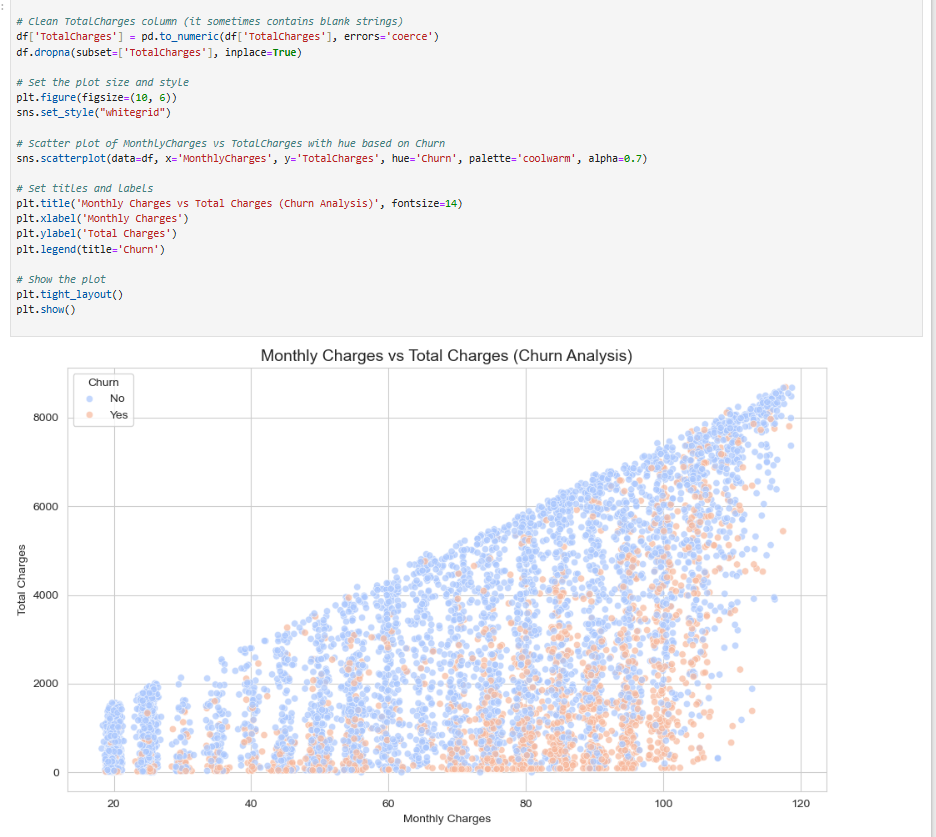 :
# Clean TotalCharges column (it sometimes contains blank strings)
df['TotalCharges'] = pd.to_numeric(df['TotalCharges'], errors='coerce')
df.dropna(subset=['TotalCharges'], inplace=True)
# Set the plot size and style
plt.figure(figsize=(10, 6))
sns.set_style("whitegrid")
# Scatter plot of MonthlyCharges vs TotalCharges with hue based on Churn
sns.scatterplot(data=df, x='MonthlyCharges', y='TotalCharges', hue='Churn', palette='coolwarm', alpha=0.7)
# Set titles and labels
plt.title('Monthly Charges vs Total Charges (Churn Analysis)', fontsize=14)
plt.xlabel('Monthly Charges')
plt.ylabel('Total Charges')
plt.legend(title='Churn')
# Show the plot
plt.tight_layout()
plt.show()
Monthly Charges vs Total Charges (Churn Analysis)
Churn
No
Yes
8000
6000
4000
2000
0
Total Charges
20 40 60 80 100 120
Monthly Charges